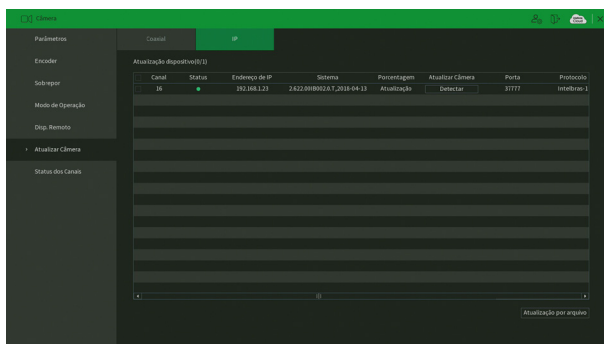 Câmera
Parâmetros
Encoder
Sobrepor
Modo de Operação
Disp. Remoto
Atualizar Câmera
Status dos Canais
Coaxial IP
Atualização dispositivo(0/1)
Canal Status Endereço de IP Sistema Porcentagem Atualizar Câmera Porta Protocolo
16 192.168.1.23 2.622.00IB002.0.T,2018-04-13 Atualização Detectar 37777 Intelbras-1
Atualização por arquivo